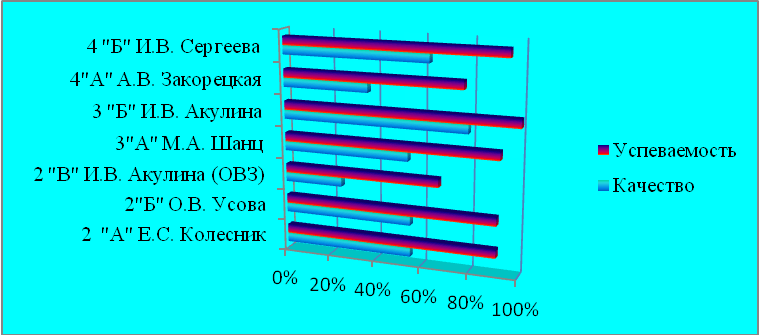 4 "Б" И.В. Сергеева
4"А" А.В. Закорецкая
3 "Б" И.В. Акулина
3"А" М.А. Шанц
2 "В" И.В. Акулина (ОВЗ)
2"Б" О.В. Усова
2 "А" Е.С. Колесник
0% 20% 40% 60% 80% 100%
Успеваемость
Качество